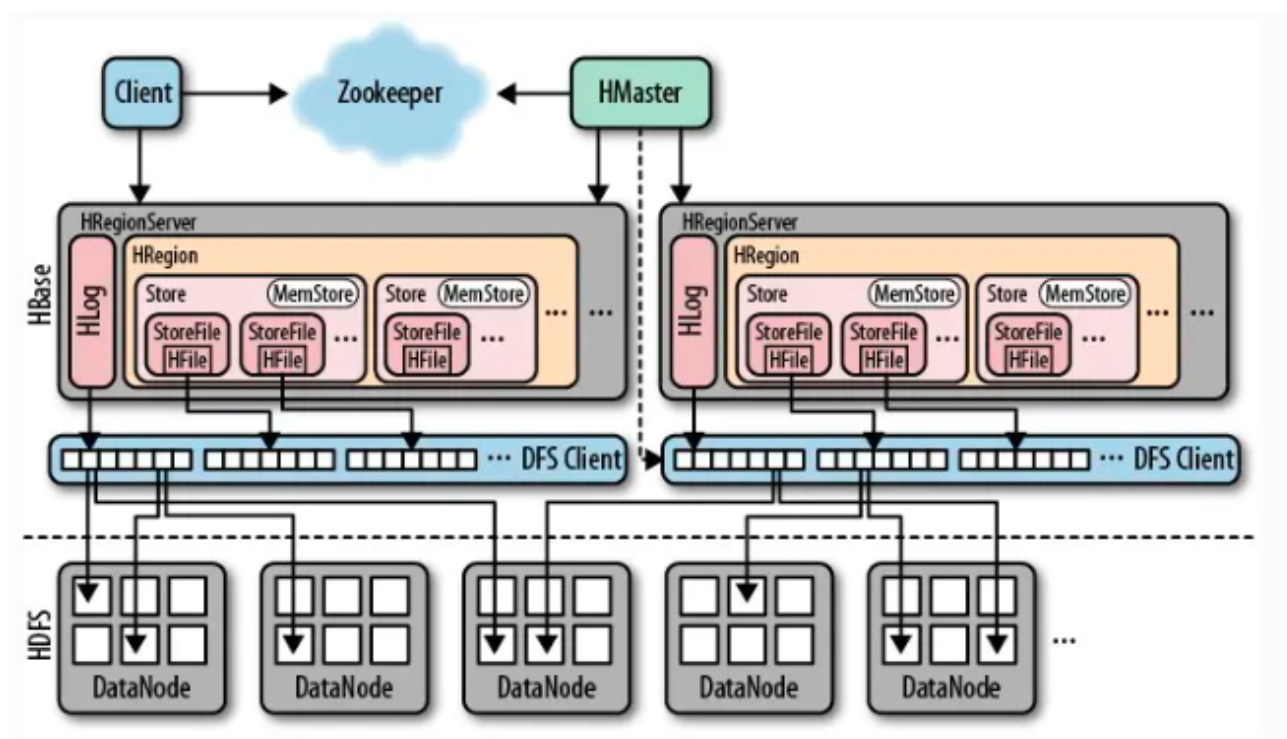 Client
Zookeeper
HMaster
HBase
HRegionServer
HLog
HRegion
Store
MemStore
StoreFile
HFile
StoreFile
HFile
...
Store
MemStore
StoreFile
HFile
...
...
...
HRegionServer
HLog
HRegion
Store
MemStore
StoreFile
HFile
StoreFile
HFile
...
Store
MemStore
StoreFile
HFile
...
...
...
... DFS Client
... DFS Client
HDFS
DataNode
DataNode
DataNode
DataNode
DataNode
...